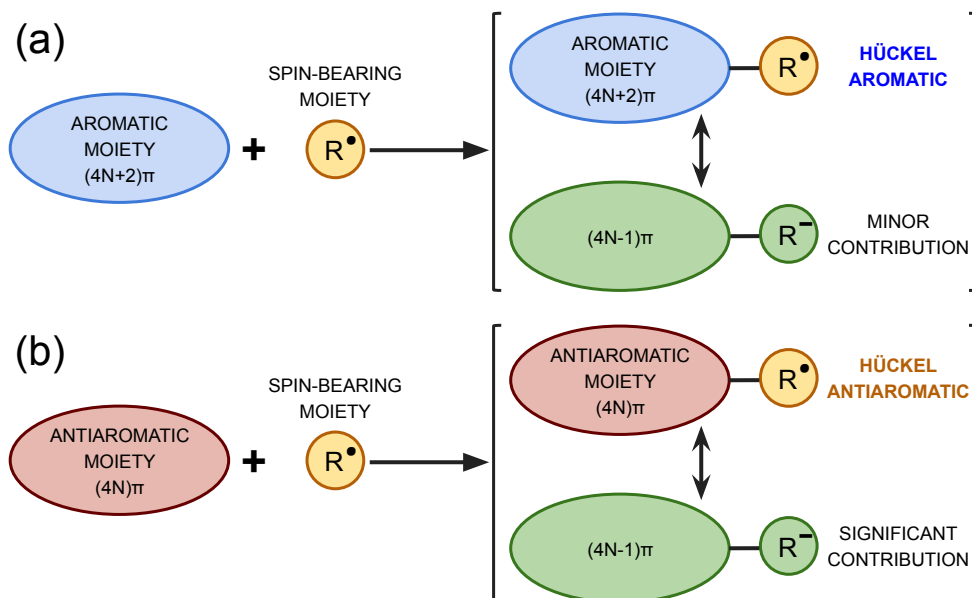 (a)
SPIN-BEARING
MOIETY
AROMATIC
MOIETY
(4N+2)π
+
R•
AROMATIC
MOIETY
(4N+2)π
R•
HÜCKEL
AROMATIC
(4N-1)π
R−
MINOR
CONTRIBUTION
(b)
SPIN-BEARING
MOIETY
ANTIAROMATIC
MOIETY
(4N)π
+
R•
ANTIAROMATIC
MOIETY
(4N)π
R•
HÜCKEL
ANTIAROMATIC
(4N-1)π
R−
SIGNIFICANT
CONTRIBUTION